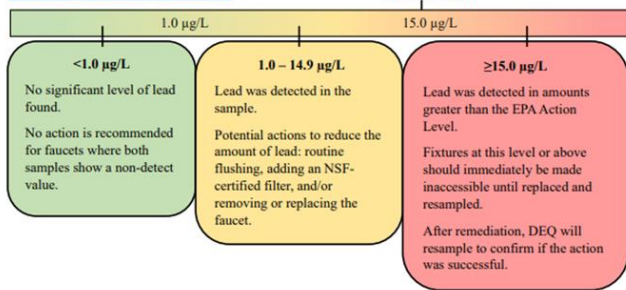 1.0 µg/L
15.0 µg/L
<1.0 µg/L
No significant level of lead
found.
No action is recommended
for faucets where both
samples show a non-detect
value.
1.0 – 14.9 µg/L
Lead was detected in the
sample.
Potential actions to reduce the
amount of lead: routine
flushing, adding an NSF-
certified filter, and/or
removing or replacing the
faucet.
≥15.0 µg/L
Lead was detected in amounts
greater than the EPA Action
Level.
Fixtures at this level or above
should immediately be made
inaccessible until replaced and
resampled.
After remediation, DEQ will
resample to confirm if the action
was successful.